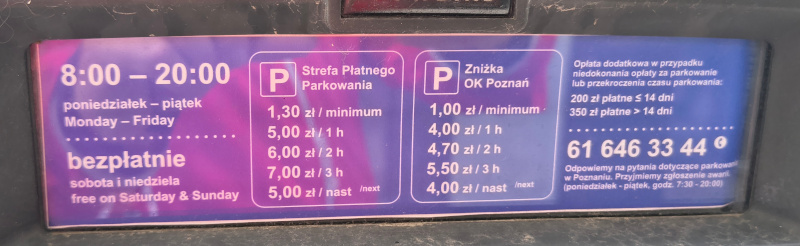 8:00 – 20:00
poniedziałek – piątek
Monday – Friday
bezpłatnie
sobota i niedziela
free on Saturday & Sunday
P Strefa Płatnego
Parkowania
1,30 zł / minimum
5,00 zł / 1 h
6,00 zł / 2 h
7,00 zł / 3 h
5,00 zł / nast /next
P Zniżka
OK Poznań
1,00 zł / minimum
4,00 zł / 1 h
4,70 zł / 2 h
5,50 zł / 3 h
4,00 zł / nast /next
Opłata dodatkowa w przypadku
niedokonania opłaty za parkowanie
lub przekroczenia czasu parkowania:
200 zł płatne ≤ 14 dni
350 zł płatne > 14 dni
61 646 33 44
Odpowiemy na pytania dotyczące parkowania
w Poznaniu. Przyjmiemy zgłoszenie awarii.
(poniedziałek - piątek, godz. 7:30 - 20:00)